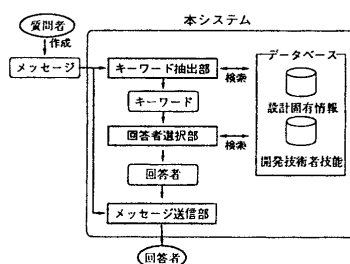 質問者
本システム
作成
データベース
メッセージ
キーワード抽出部
検索
キーワード
設計固有情報
回答者選択部
検索
開発技術者技能
回答者
メッセージ送信部
回答者